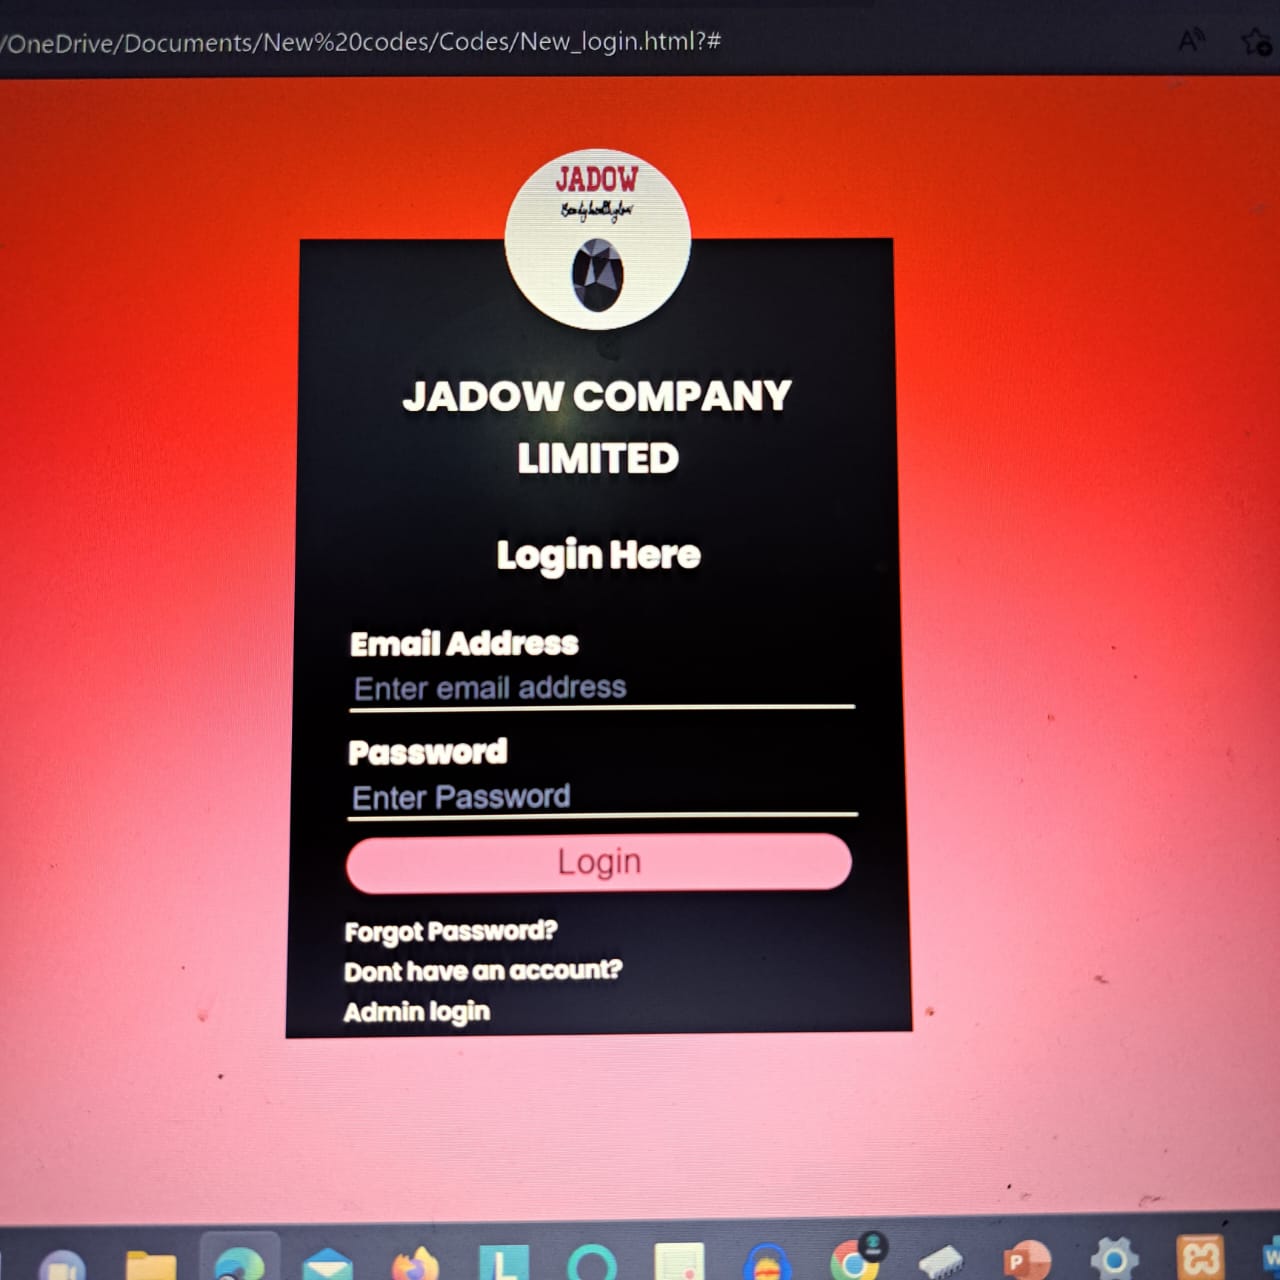 /OneDrive/Documents/New%20codes/Codes/New_login.html?#
JADOW
JADOW COMPANY
LIMITED
Login Here
Email Address
Enter email address
Password
Enter Password
Login
Forgot Password?
Dont have an account?
Admin login